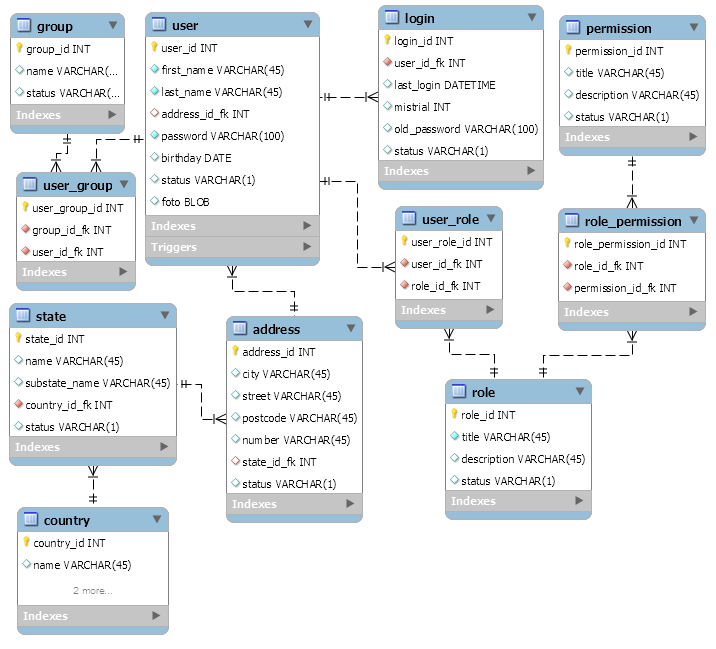 group
group_id INT
name VARCHAR(...
status VARCHAR(...
Indexes
user
user_id INT
first_name VARCHAR(45)
last_name VARCHAR(45)
address_id_fk INT
password VARCHAR(100)
birthday DATE
status VARCHAR(1)
foto BLOB
Indexes
Triggers
login
login_id INT
user_id_fk INT
last_login DATETIME
mistrial INT
old_password VARCHAR(100)
status VARCHAR(1)
Indexes
permission
permission_id INT
title VARCHAR(45)
description VARCHAR(45)
status VARCHAR(1)
Indexes
user_group
user_group_id INT
group_id_fk INT
user_id_fk INT
Indexes
user_role
user_role_id INT
user_id_fk INT
role_id_fk INT
Indexes
role_permission
role_permission_id INT
role_id_fk INT
permission_id_fk INT
Indexes
state
state_id INT
name VARCHAR(45)
substate_name VARCHAR(45)
country_id_fk INT
status VARCHAR(1)
Indexes
address
address_id INT
city VARCHAR(45)
street VARCHAR(45)
postcode VARCHAR(45)
number VARCHAR(45)
state_id_fk INT
status VARCHAR(1)
Indexes
role
role_id INT
title VARCHAR(45)
description VARCHAR(45)
status VARCHAR(1)
Indexes
country
country_id INT
name VARCHAR(45)
2 more...
Indexes